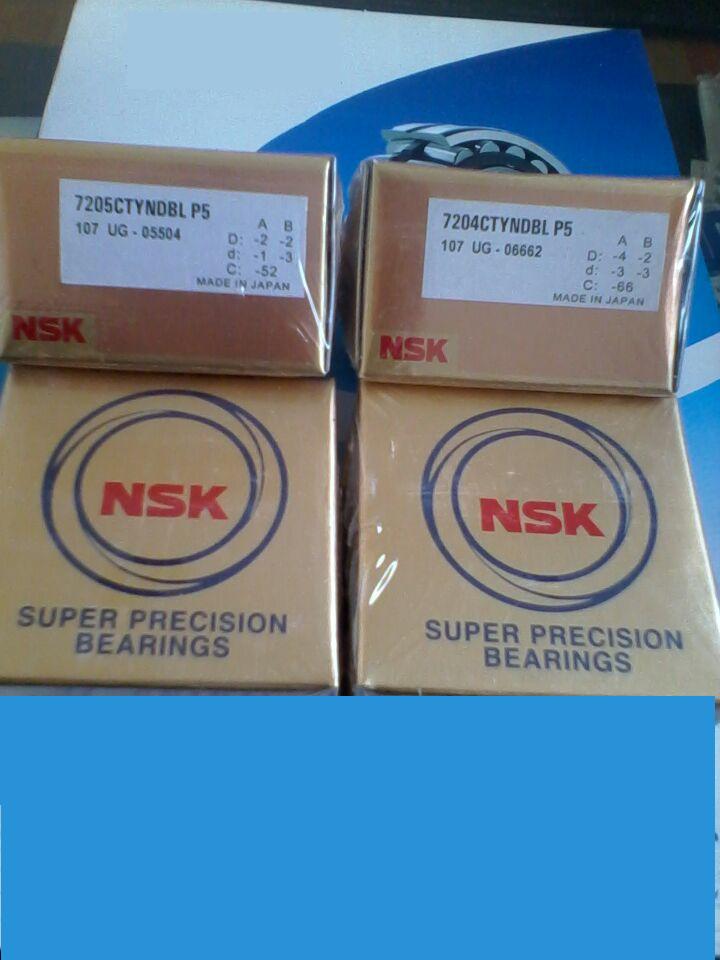 7205CTYNDBL P5
107 UG - 05504
A B
D: -2 -2
d: -1 -3
C: -52
MADE IN JAPAN
NSK
7204CTYNDBL P5
107 UG - 06662
A B
D: -4 -2
d: -3 -3
C: -66
MADE IN JAPAN
NSK
NSK
SUPER PRECISION
BEARINGS
NSK
SUPER PRECISION
BEARINGS